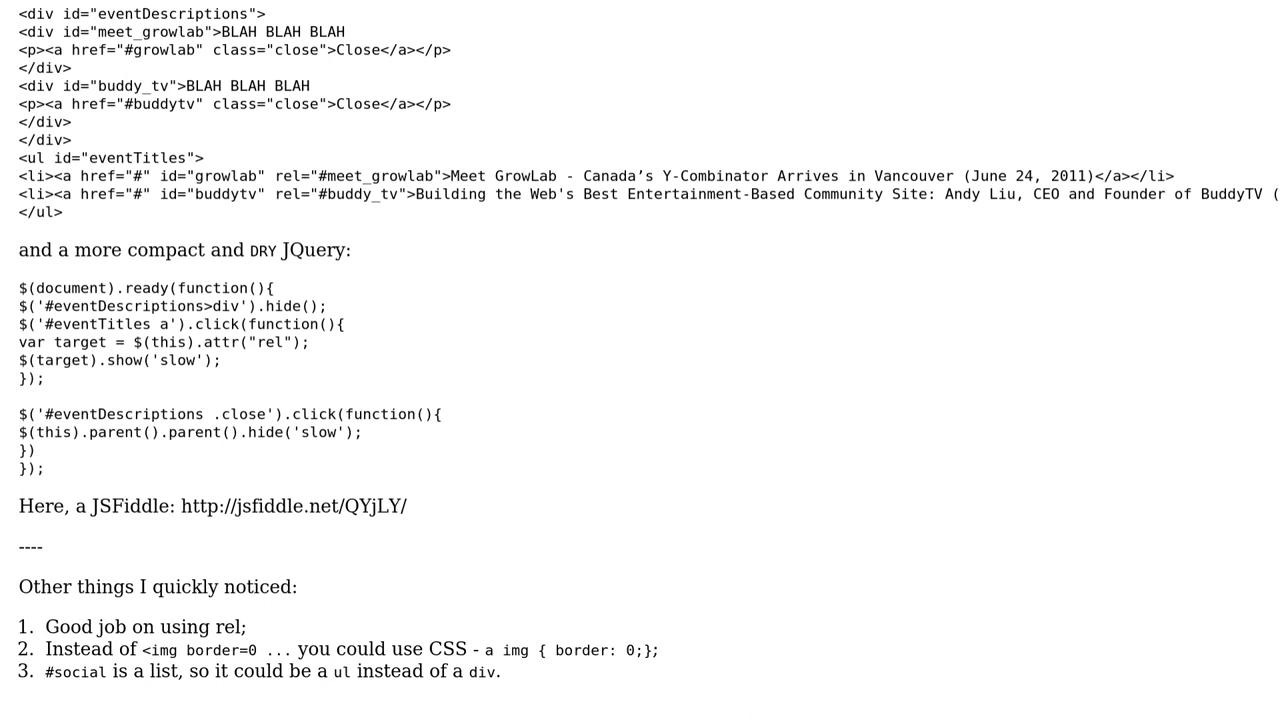 <div id="eventDescriptions">
<div id="meet_growlab">BLAH BLAH BLAH
<p><a href="#growlab" class="close">Close</a></p>
</div>
<div id="buddy_tv">BLAH BLAH BLAH
<p><a href="#buddytv" class="close">Close</a></p>
</div>
</div>
<ul id="eventTitles">
<li><a href="#" id="growlab" rel="#meet_growlab">Meet GrowLab - Canada’s Y-Combinator Arrives in Vancouver (June 24, 2011)</a></li>
<li><a href="#" id="buddytv" rel="#buddy_tv">Building the Web's Best Entertainment-Based Community Site: Andy Liu, CEO and Founder of BuddyTV (
</ul>
and a more compact and DRY JQuery:
$(document).ready(function(){
$('#eventDescriptions>div').hide();
$('#eventTitles a').click(function(){
var target = $(this).attr("rel");
$(target).show('slow');
});
$('#eventDescriptions .close').click(function(){
$(this).parent().parent().hide('slow');
})
});
Here, a JSFiddle: http://jsfiddle.net/QYjLY/
----
Other things I quickly noticed:
1. Good job on using rel;
2. Instead of <img border=0 ... you could use CSS - a img { border: 0;};
3. #social is a list, so it could be a ul instead of a div.